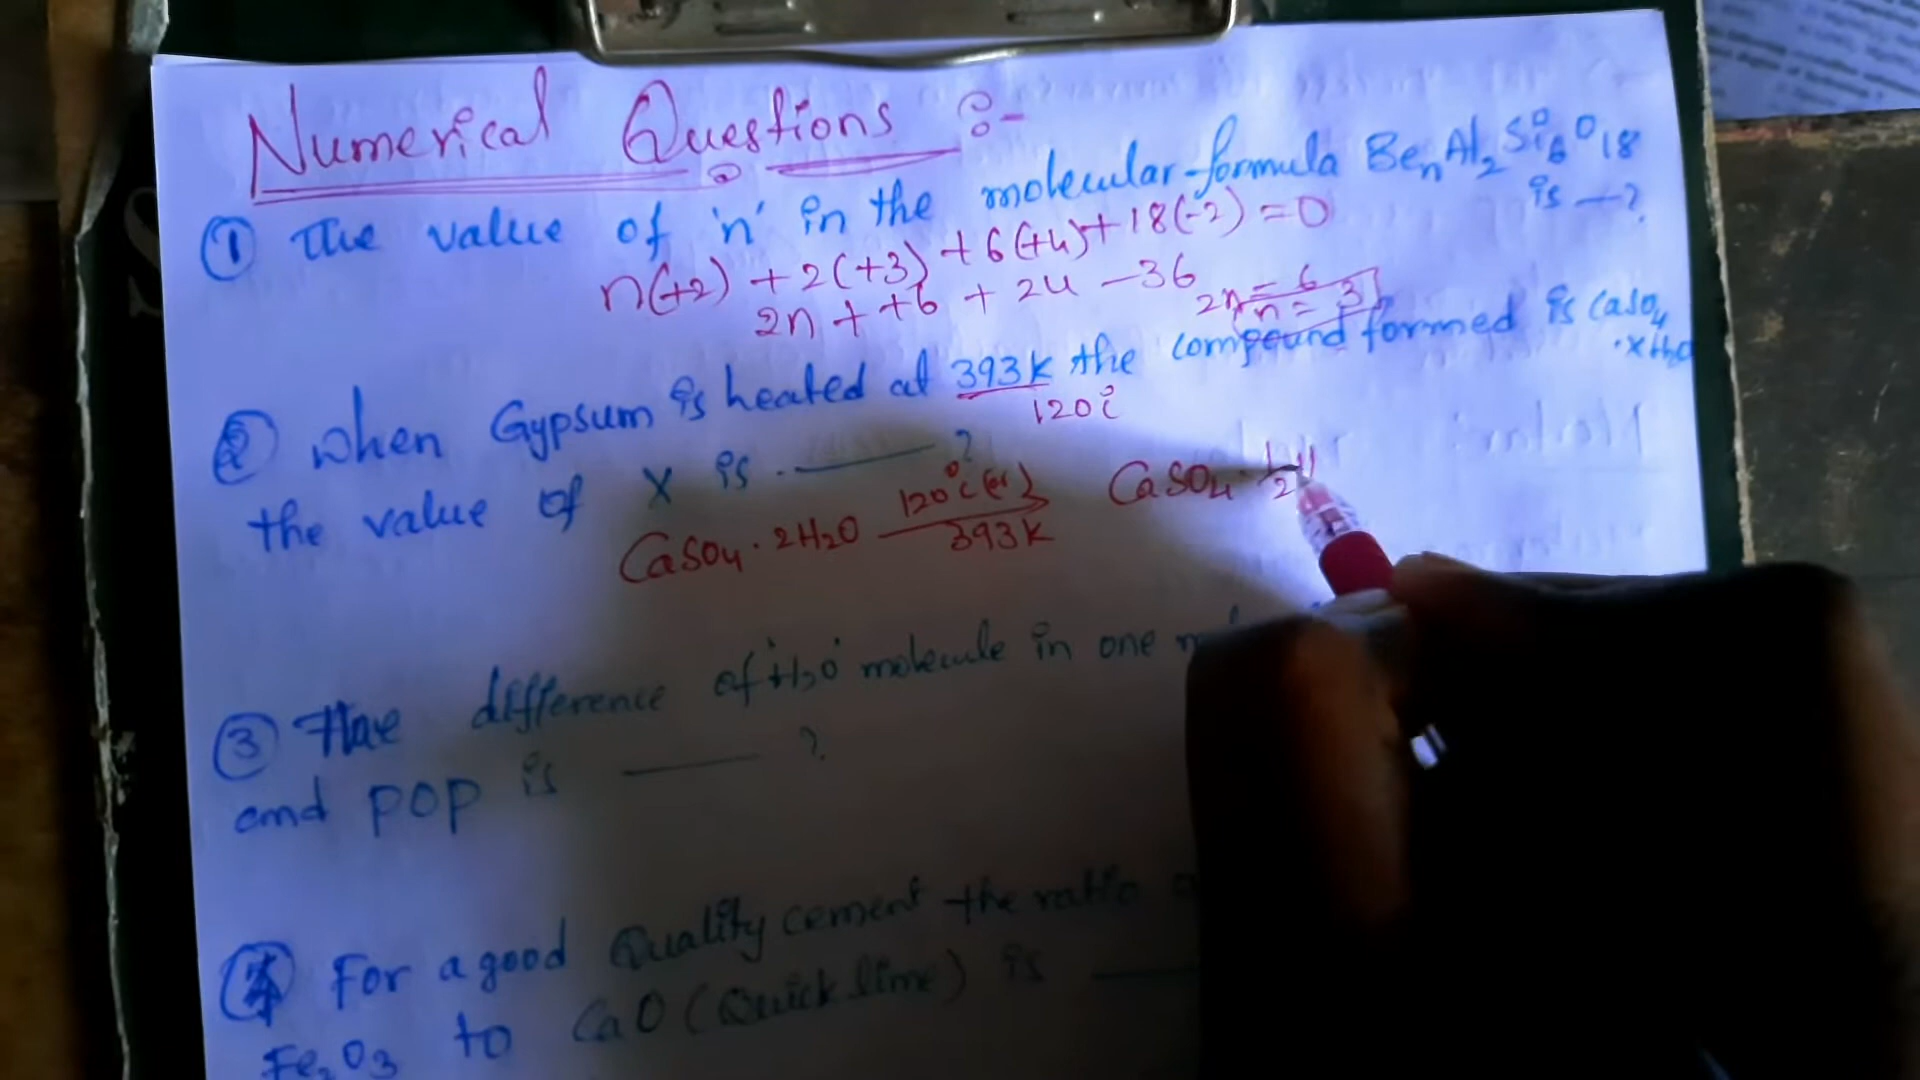 Numerical Questions :-
① The value of 'n' in the molecular formula BenAl2Si6O18
is —?
n(+2) + 2(+3) + 6(+4) + 18(-2) = 0
2n + +6 + 24 - 36
2n = 6
n = 3
② When Gypsum is heated at 393K the compound formed is CaSO4
.XH2O
120°C
the value of X is . ——— ?
CaSO4 . 2H2O 120°C (or) 393K CaSO4 . 1/2 H
③ The difference of 'H2O' molecule in one
and POP is ——— ?
④ For a good Quality cement the ratio
Fe2O3 to CaO (Quick lime) is ———